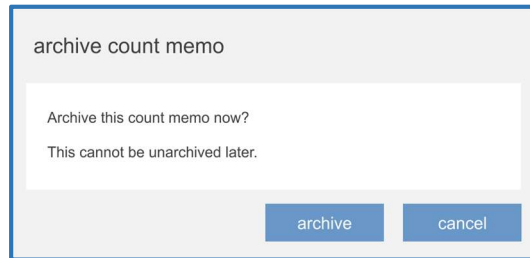 archive count memo
Archive this count memo now?
This cannot be unarchived later.
archive cancel